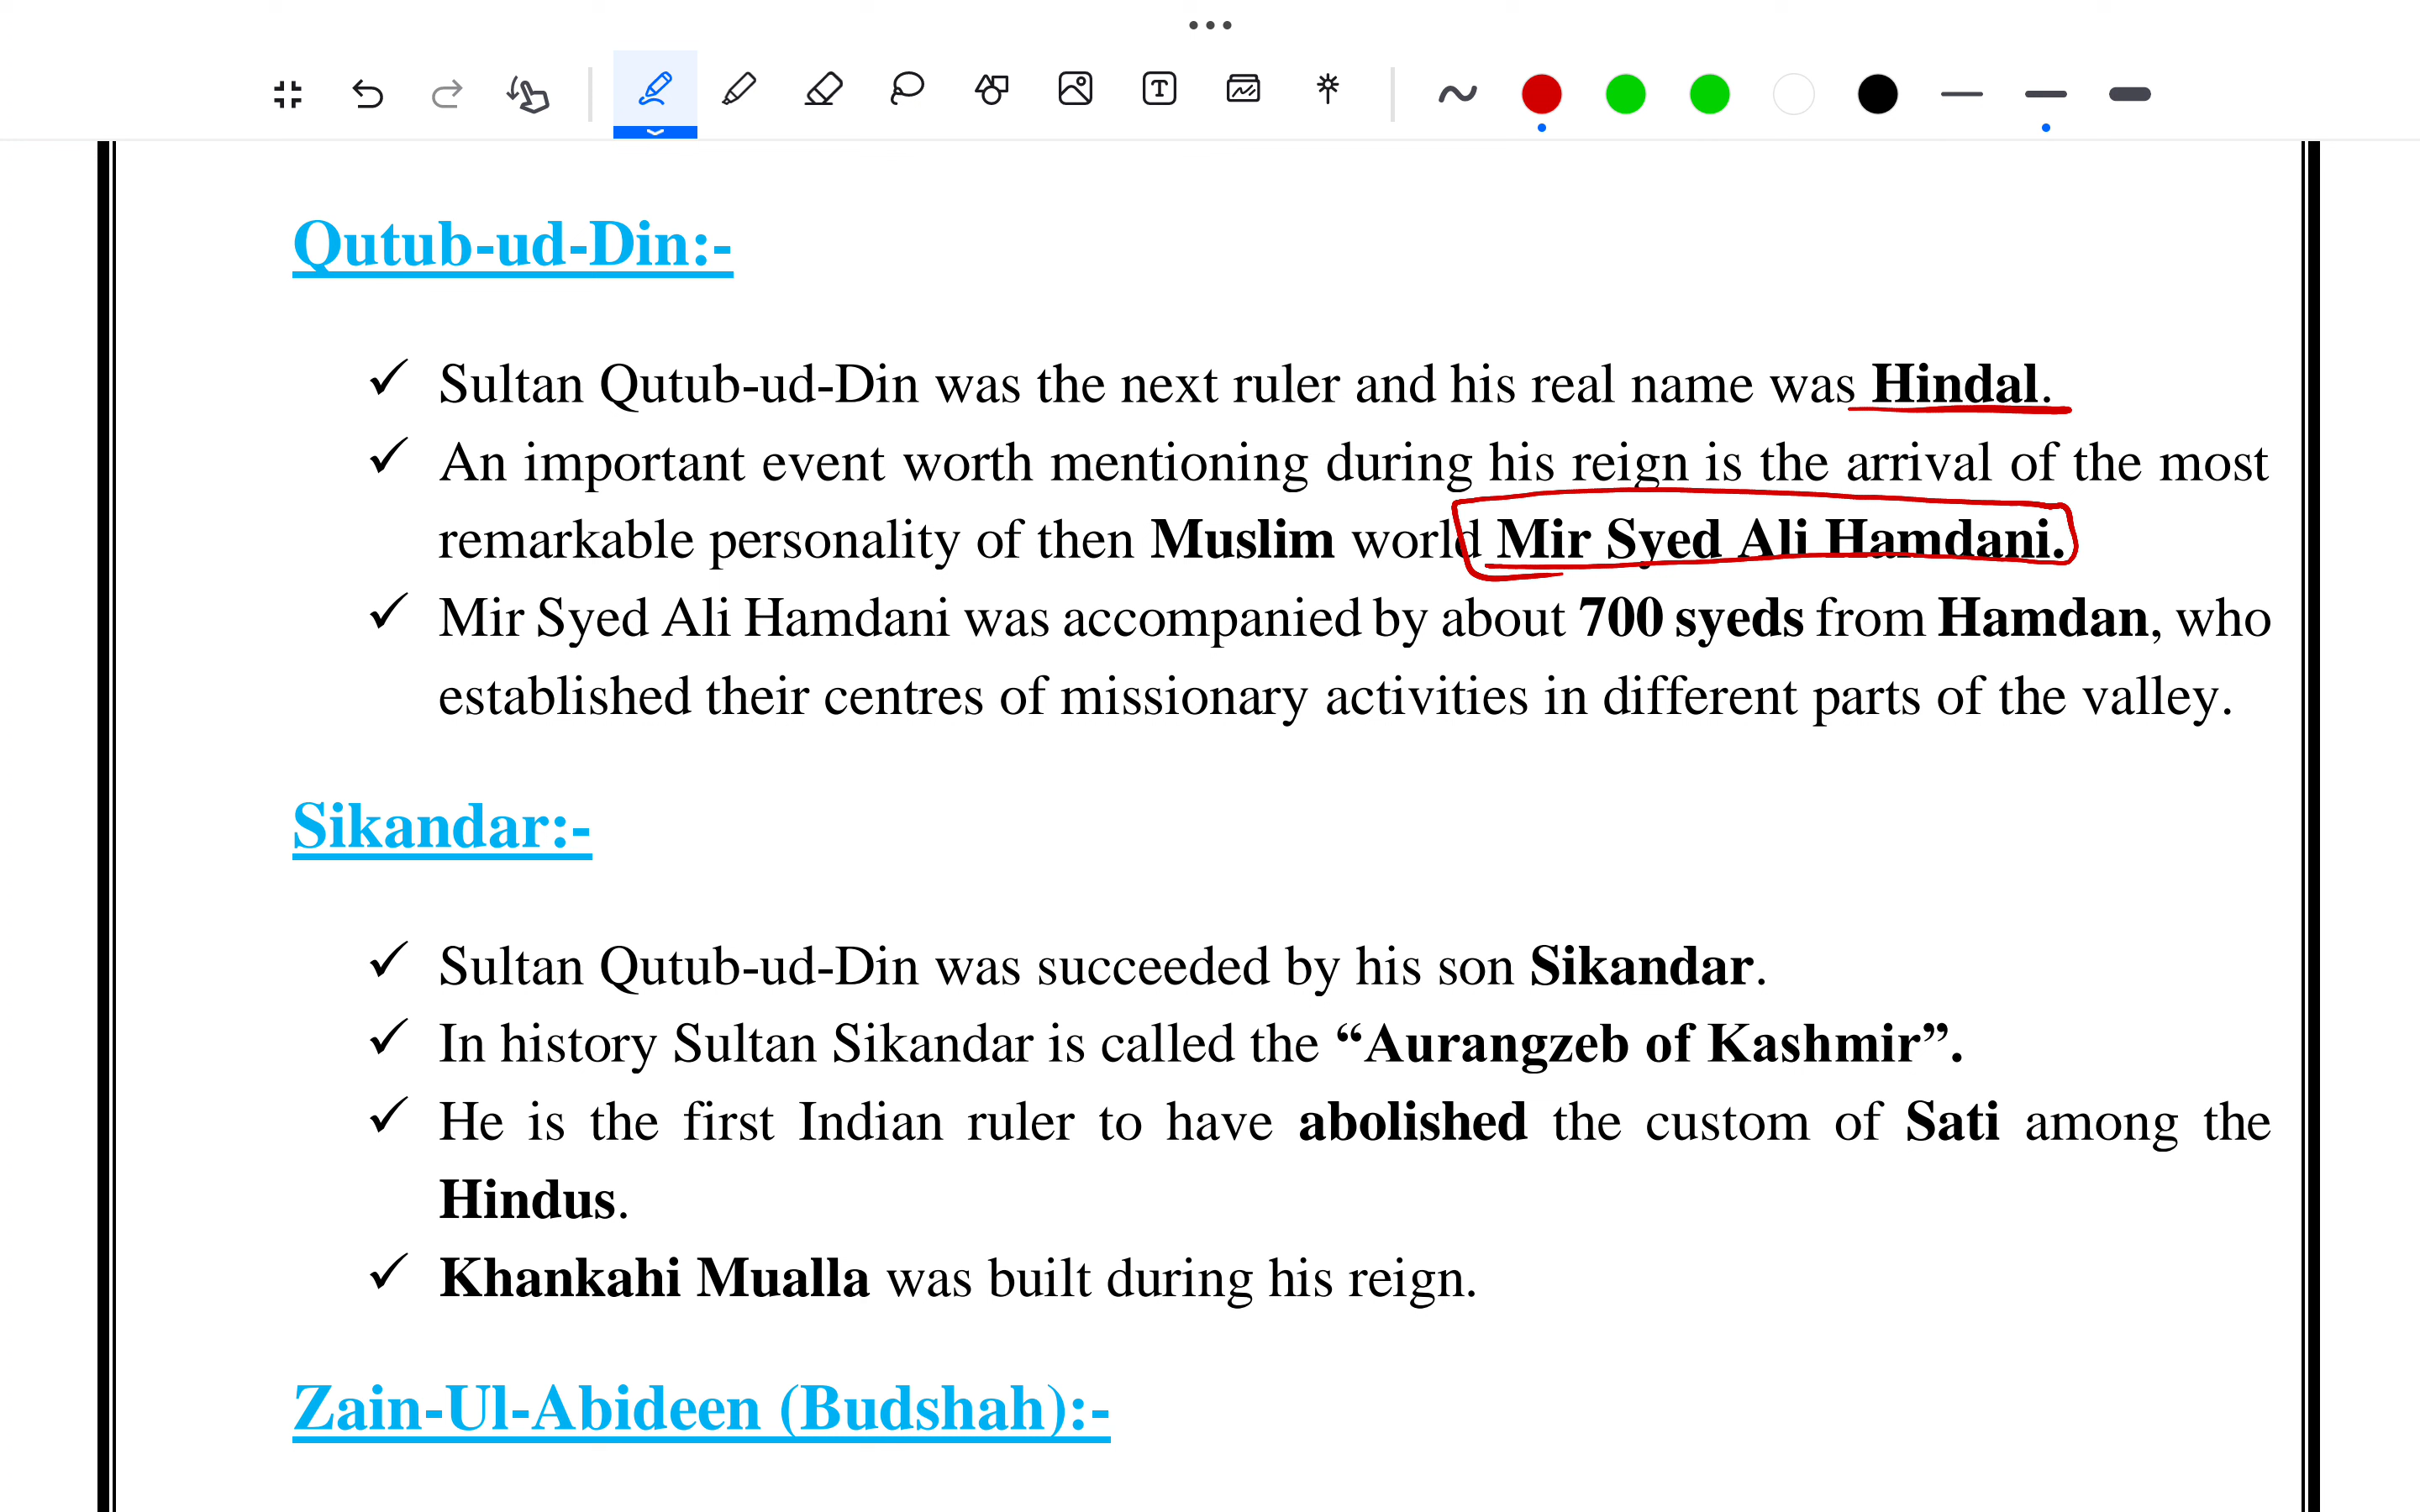 Qutub-ud-Din:-
✓ Sultan Qutub-ud-Din was the next ruler and his real name was Hindal.
✓ An important event worth mentioning during his reign is the arrival of the most
remarkable personality of then Muslim world Mir Syed Ali Hamdani.
✓ Mir Syed Ali Hamdani was accompanied by about 700 syeds from Hamdan, who
established their centres of missionary activities in different parts of the valley.
Sikandar:-
✓ Sultan Qutub-ud-Din was succeeded by his son Sikandar.
✓ In history Sultan Sikandar is called the “Aurangzeb of Kashmir”.
✓ He is the first Indian ruler to have abolished the custom of Sati among the
Hindus.
✓ Khankahi Mualla was built during his reign.
Zain-Ul-Abideen (Budshah):-